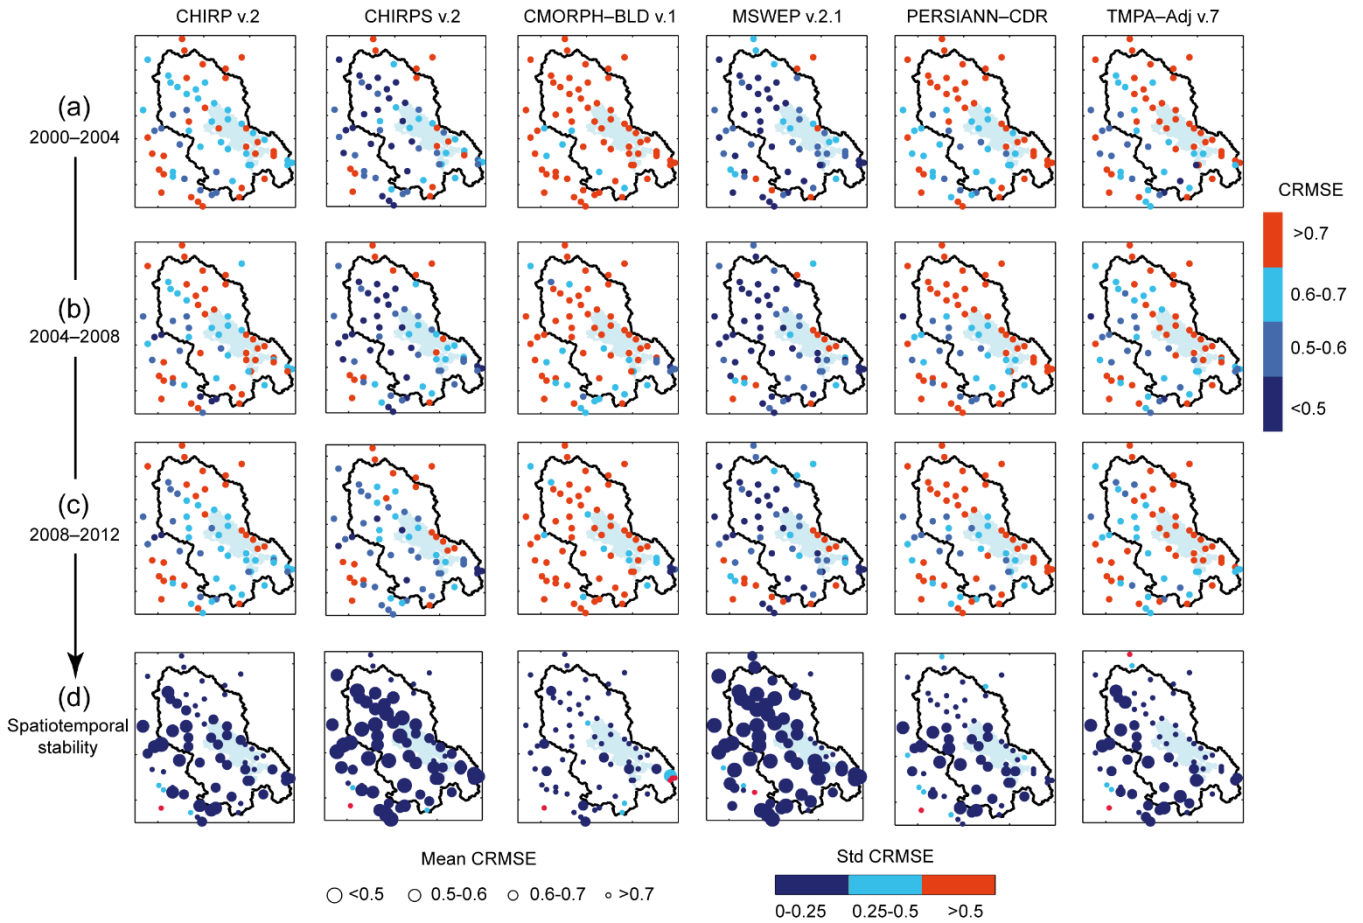 CHIRP v.2
CHIRPS v.2
CMORPH–BLD v.1
MSWEP v.2.1
PERSIANN–CDR
TMPA–Adj v.7
(a)
2000–2004
(b)
2004–2008
(c)
2008–2012
(d)
Spatiotemporal
stability
CRMSE
>0.7
0.6-0.7
0.5-0.6
<0.5
Mean CRMSE
<0.5
0.5-0.6
0.6-0.7
>0.7
Std CRMSE
0-0.25
0.25-0.5
>0.5